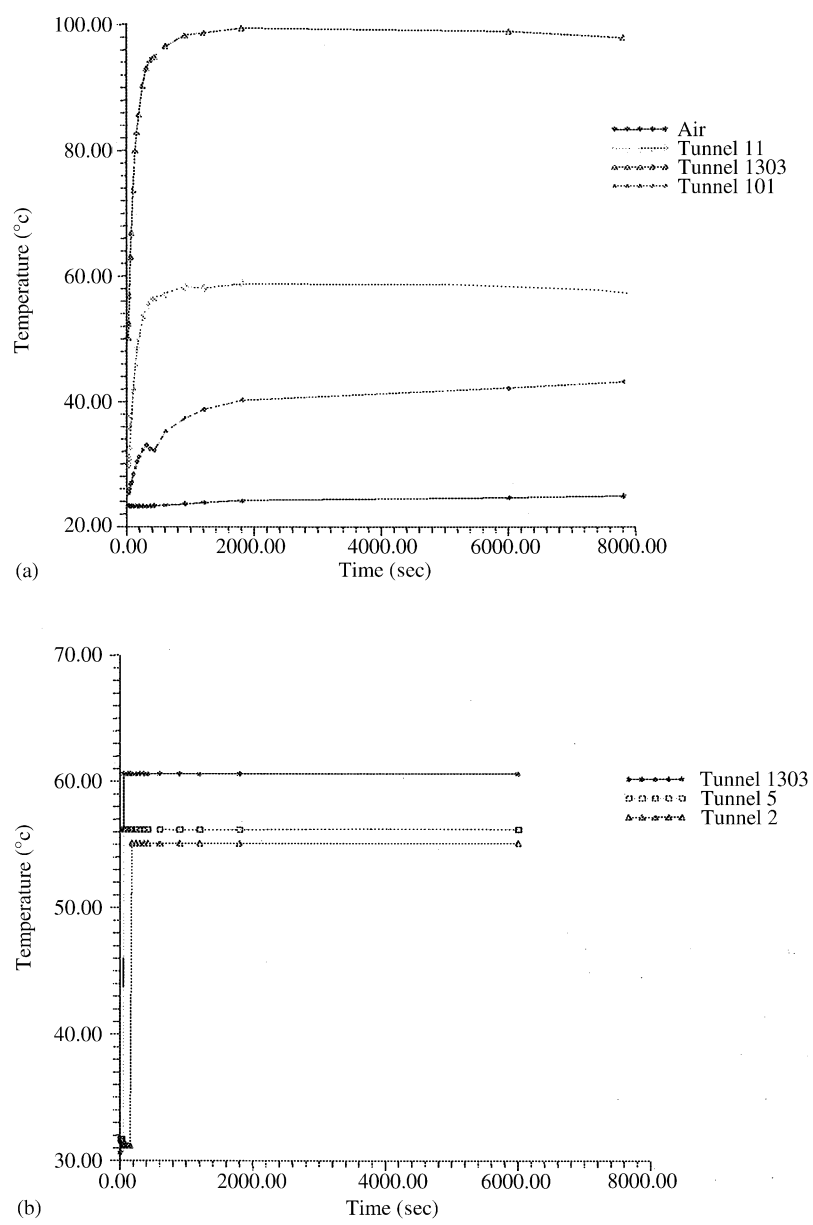 100.00
80.00
60.00
40.00
20.00
Temperature (°c)
0.00 2000.00 4000.00 6000.00 8000.00
Time (sec)
Air
Tunnel 11
Tunnel 1303
Tunnel 101
(a)
70.00
60.00
50.00
40.00
30.00
Temperature (°c)
0.00 2000.00 4000.00 6000.00 8000.00
Time (sec)
Tunnel 1303
Tunnel 5
Tunnel 2
(b)